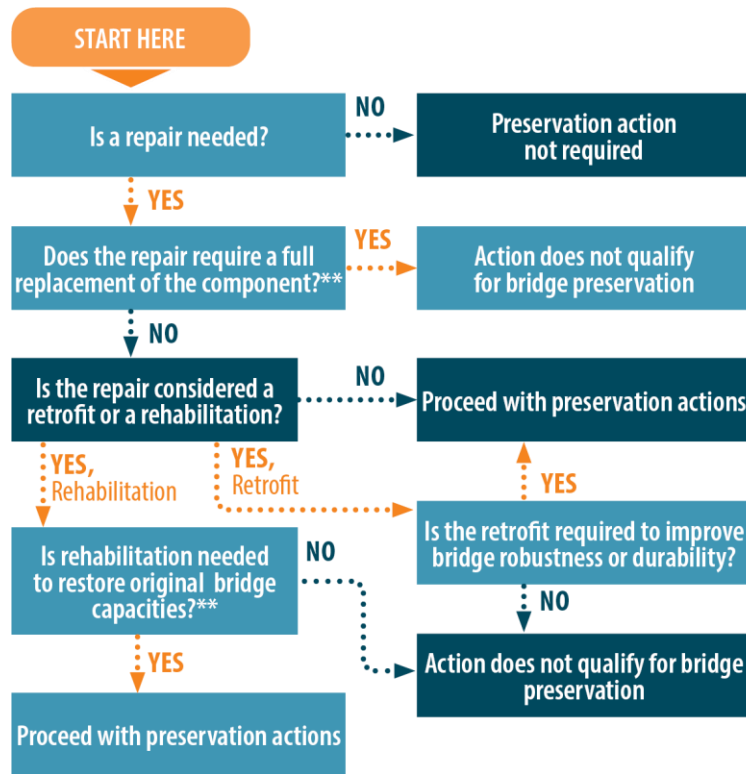 START HERE
Is a repair needed?
NO
Preservation action
not required
YES
Does the repair require a full
replacement of the component?**
YES
Action does not qualify
for bridge preservation
NO
Is the repair considered a
retrofit or a rehabilitation?
NO
Proceed with preservation actions
YES,
Rehabilitation
YES,
Retrofit
YES
Is the retrofit required to improve
bridge robustness or durability?
Is rehabilitation needed
to restore original bridge
capacities?**
NO
NO
YES
Action does not qualify for bridge
preservation
Proceed with preservation actions